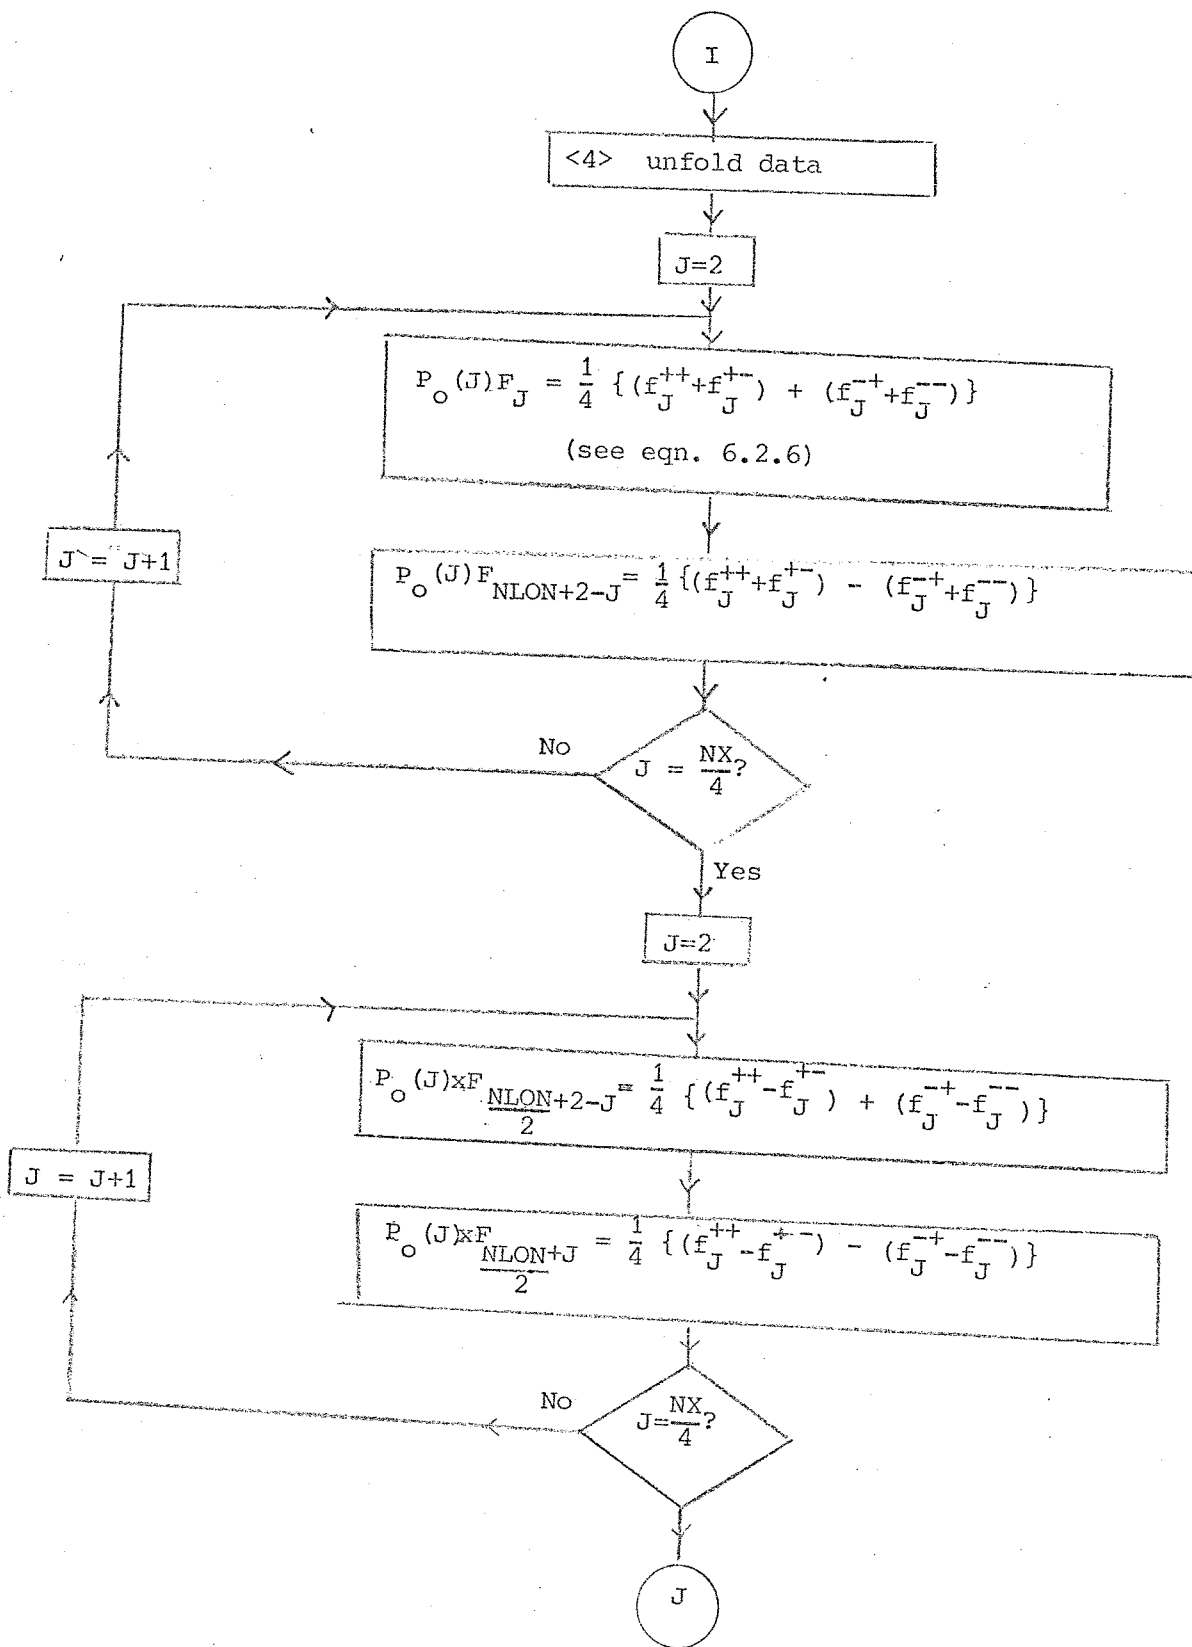 I
<4> unfold data
J=2
P_o(J)F_J = 1/4 {(f_J^{++}+f_J^{+-}) + (f_J^{-+}+f_J^{--})}
(see eqn. 6.2.6)
J = J+1
P_o(J)F_{NLON+2-J} = 1/4 {(f_J^{++}+f_J^{+-}) - (f_J^{-+}+f_J^{--})}
No
J = NX/4?
Yes
J=2
P_o(J)xF_{NLON/2+2-J} = 1/4 {(f_J^{++}-f_J^{+-}) + (f_J^{-+}-f_J^{--})}
J = J+1
P_o(J)xF_{NLON/2+J} = 1/4 {(f_J^{++}-f_J^{+-}) - (f_J^{-+}-f_J^{--})}
No
J=NX/4?
J